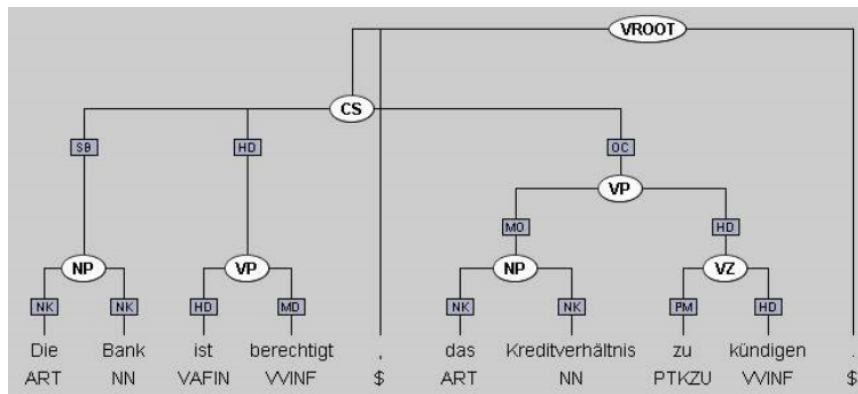 VROOT
CS
SB HD OC
VP
MO HD
NP VP NP VZ
NK NK HD MD NK NK PM HD
Die Bank ist berechtigt , das Kreditverhältnis zu kündigen .
ART NN VAFIN VVINF $ ART NN PTKZU VVINF $